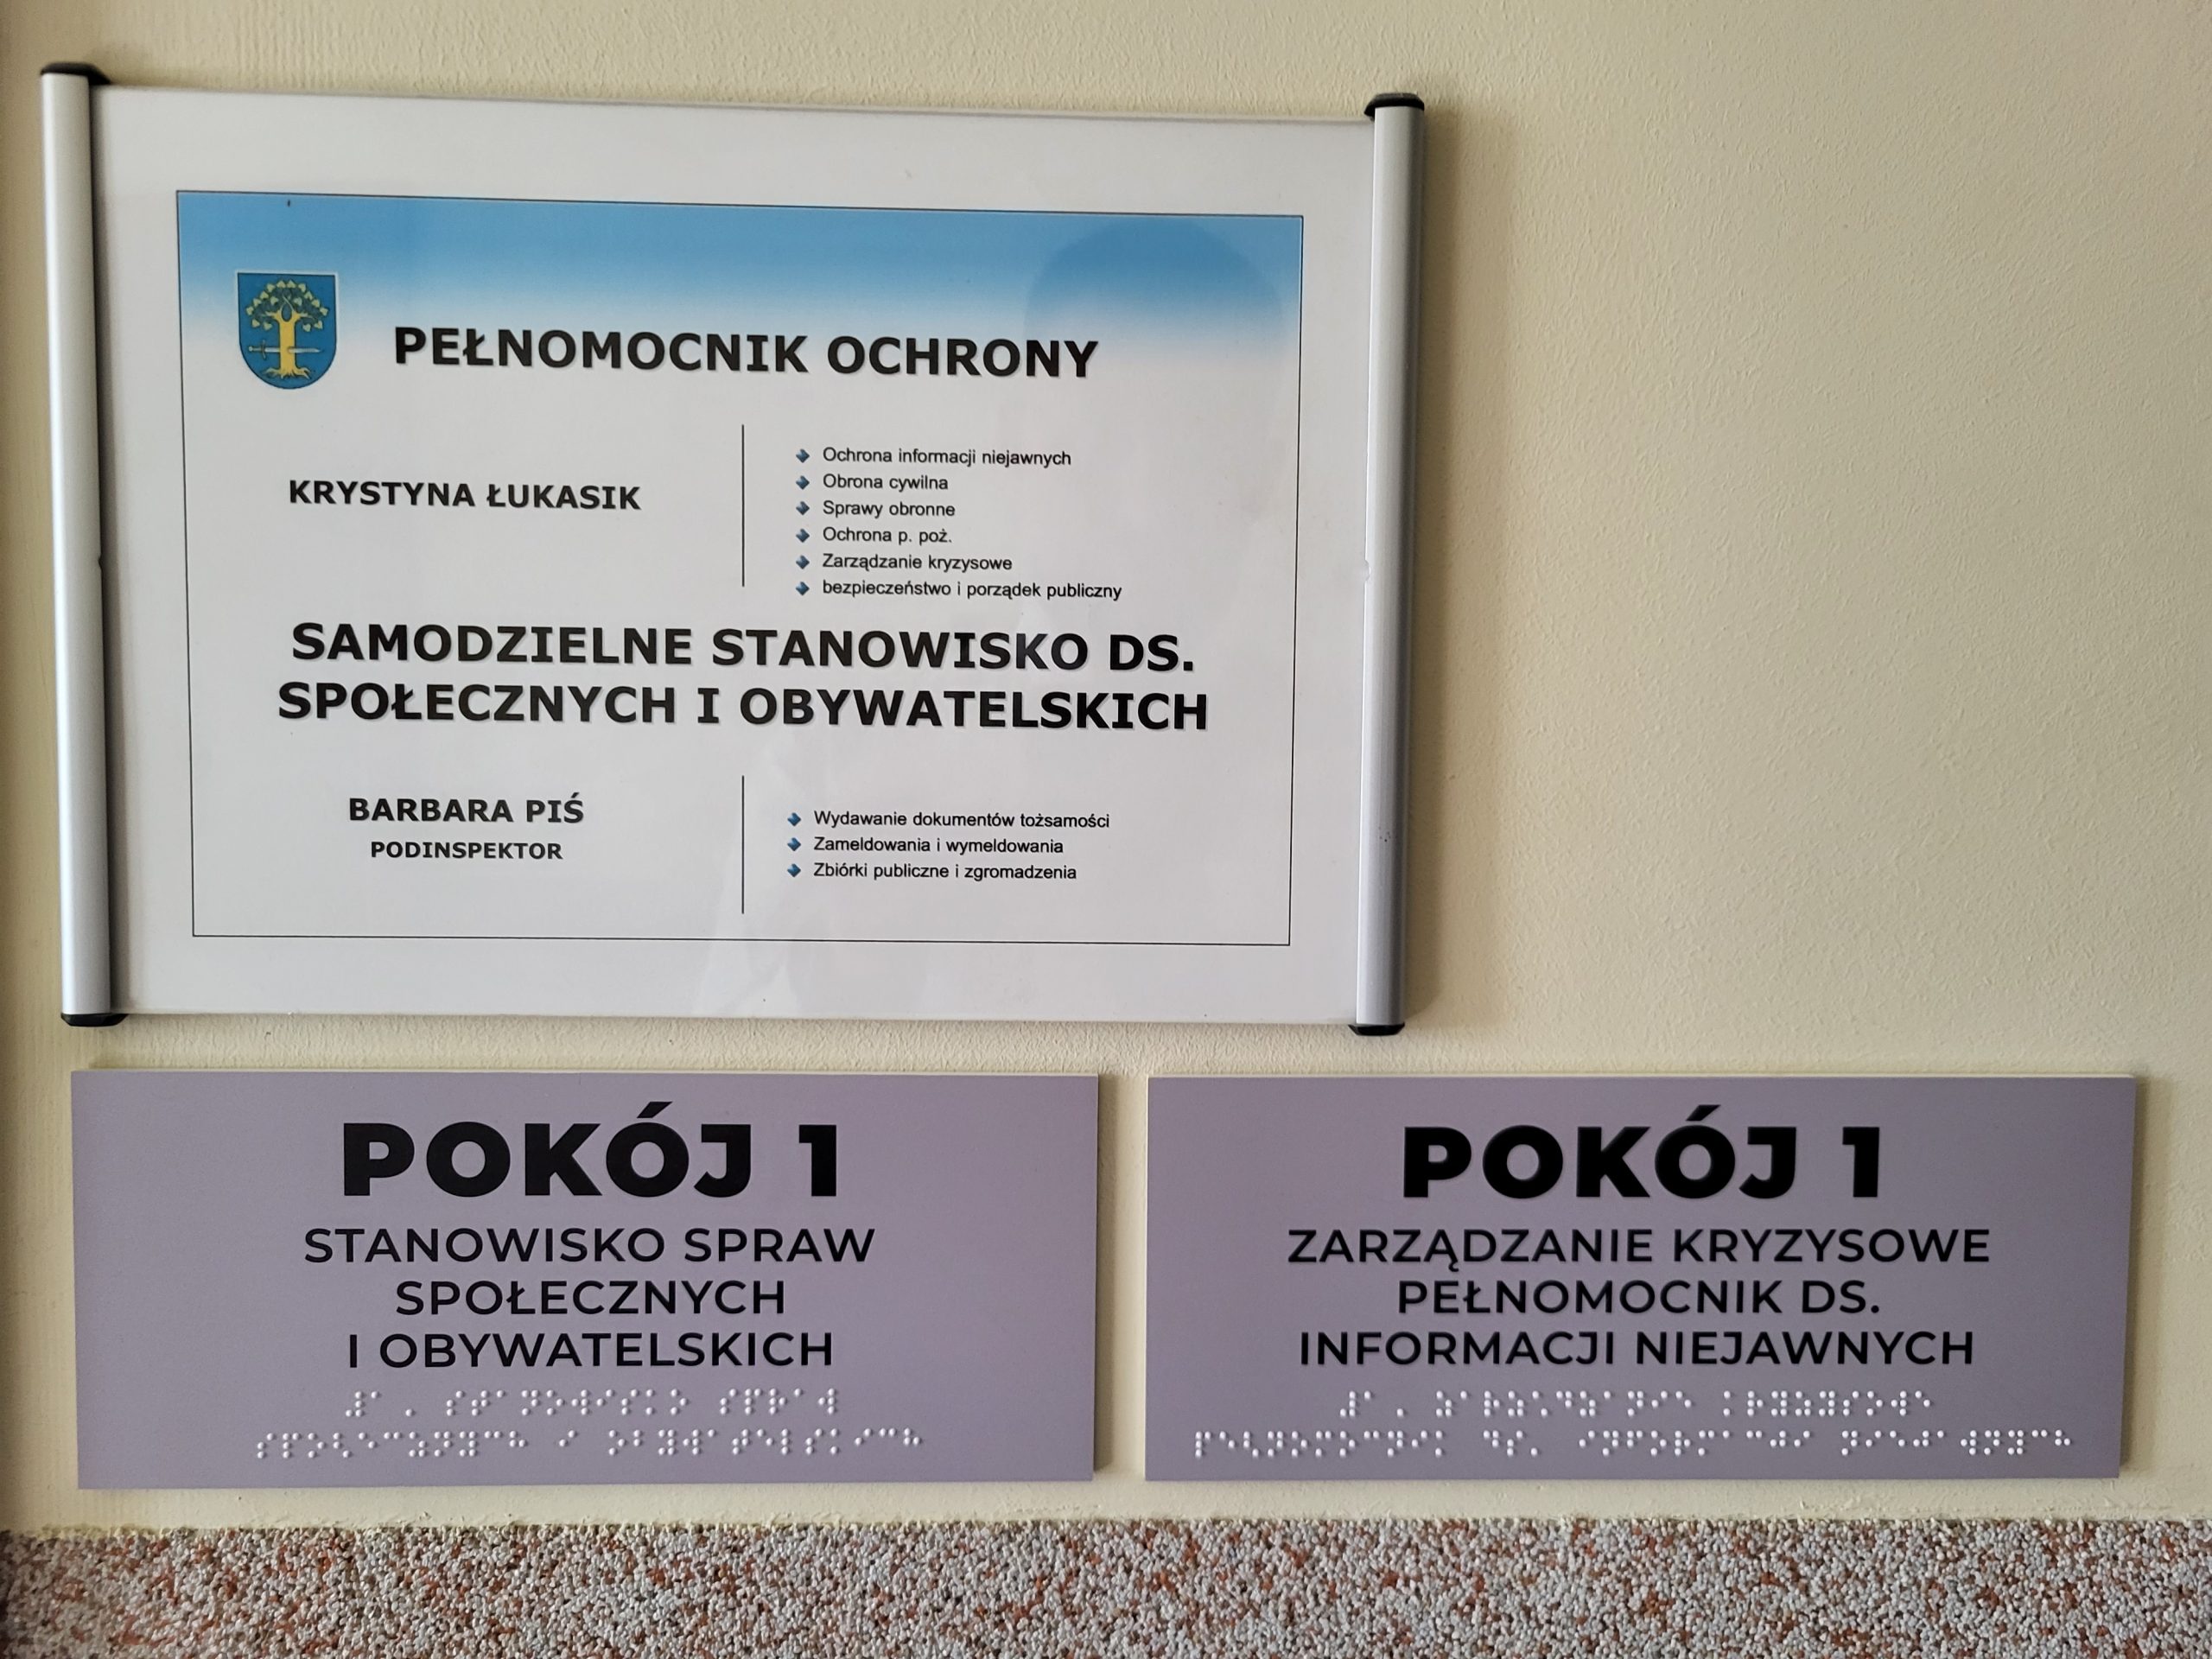 PEŁNOMOCNIK OCHRONY
KRYSTYNA ŁUKASIK
Ochrona informacji niejawnych
Obrona cywilna
Sprawy obronne
Ochrona p. poż.
Zarządzanie kryzysowe
bezpieczeństwo i porządek publiczny
SAMODZIELNE STANOWISKO DS.
SPOŁECZNYCH I OBYWATELSKICH
BARBARA PIŚ
PODINSPEKTOR
Wydawanie dokumentów tożsamości
Zameldowania i wymeldowania
Zbiórki publiczne i zgromadzenia
POKÓJ 1
STANOWISKO SPRAW
SPOŁECZNYCH
I OBYWATELSKICH
POKÓJ 1
ZARZĄDZANIE KRYZYSOWE
PEŁNOMOCNIK DS.
INFORMACJI NIEJAWNYCH